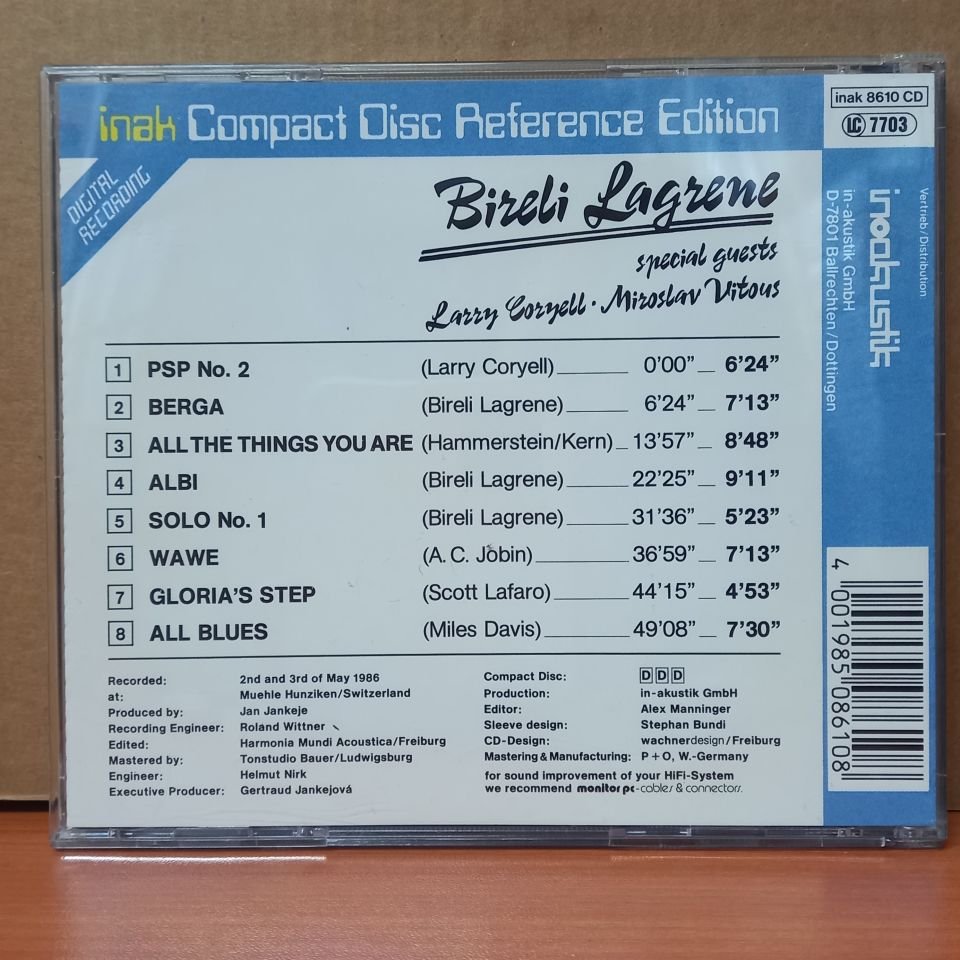 inak Compact Disc Reference Edition
inak 8610 CD
LC 7703
DIGITAL
RECORDING
Bireli Lagrene
special guests
Larry Coryell · Miroslav Vitous
1 PSP No. 2 (Larry Coryell) 0'00" 6'24"
2 BERGA (Bireli Lagrene) 6'24" 7'13"
3 ALL THE THINGS YOU ARE (Hammerstein/Kern) 13'57" 8'48"
4 ALBI (Bireli Lagrene) 22'25" 9'11"
5 SOLO No. 1 (Bireli Lagrene) 31'36" 5'23"
6 WAWE (A. C. Jobin) 36'59" 7'13"
7 GLORIA'S STEP (Scott Lafaro) 44'15" 4'53"
8 ALL BLUES (Miles Davis) 49'08" 7'30"
Recorded: 2nd and 3rd of May 1986
at: Muehle Hunziken/Switzerland
Produced by: Jan Jankeje
Recording Engineer: Roland Wittner
Edited: Harmonia Mundi Acoustica/Freiburg
Mastered by: Tonstudio Bauer/Ludwigsburg
Engineer: Helmut Nirk
Executive Producer: Gertraud Jankejová
Compact Disc: DDD
Production: in-akustik GmbH
Editor: Alex Manninger
Sleeve design: Stephan Bundi
CD-Design: wachnerdesign/Freiburg
Mastering & Manufacturing: P+O, W.-Germany
for sound improvement of your HiFi-System
we recommend monitor pc-cables & connectors.
Vertrieb/Distribution
inakustik
in-akustik GmbH
D-7801 Ballrechten/Dottingen
4 001985 086108